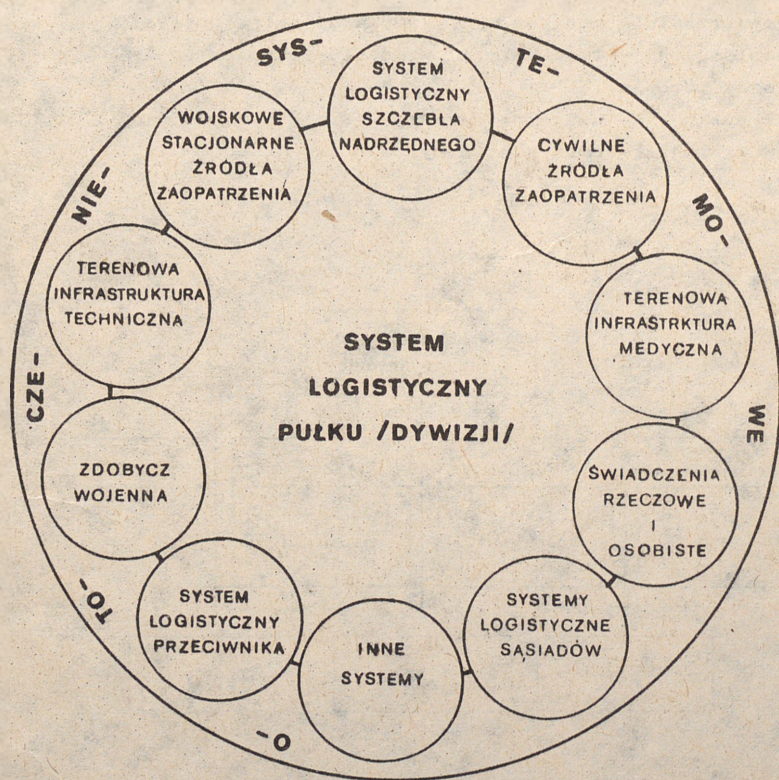 O-
TO-
CZE-
NIE-
SYS-
TE-
MO-
WE
SYSTEM
LOGISTYCZNY
SZCZEBLA
NADRZĘDNEGO
CYWILNE
ŹRÓDŁA
ZAOPATRZENIA
TERENOWA
INFRASTRKTURA
MEDYCZNA
ŚWIADCZENIA
RZECZOWE
I
OSOBISTE
SYSTEMY
LOGISTYCZNE
SĄSIADÓW
INNE
SYSTEMY
SYSTEM
LOGISTYCZNY
PRZECIWNIKA
ZDOBYCZ
WOJENNA
TERENOWA
INFRASTRUKTURA
TECHNICZNA
WOJSKOWE
STACJONARNE
ŹRÓDŁA
ZAOPATRZENIA
SYSTEM
LOGISTYCZNY
PUŁKU /DYWIZJI/